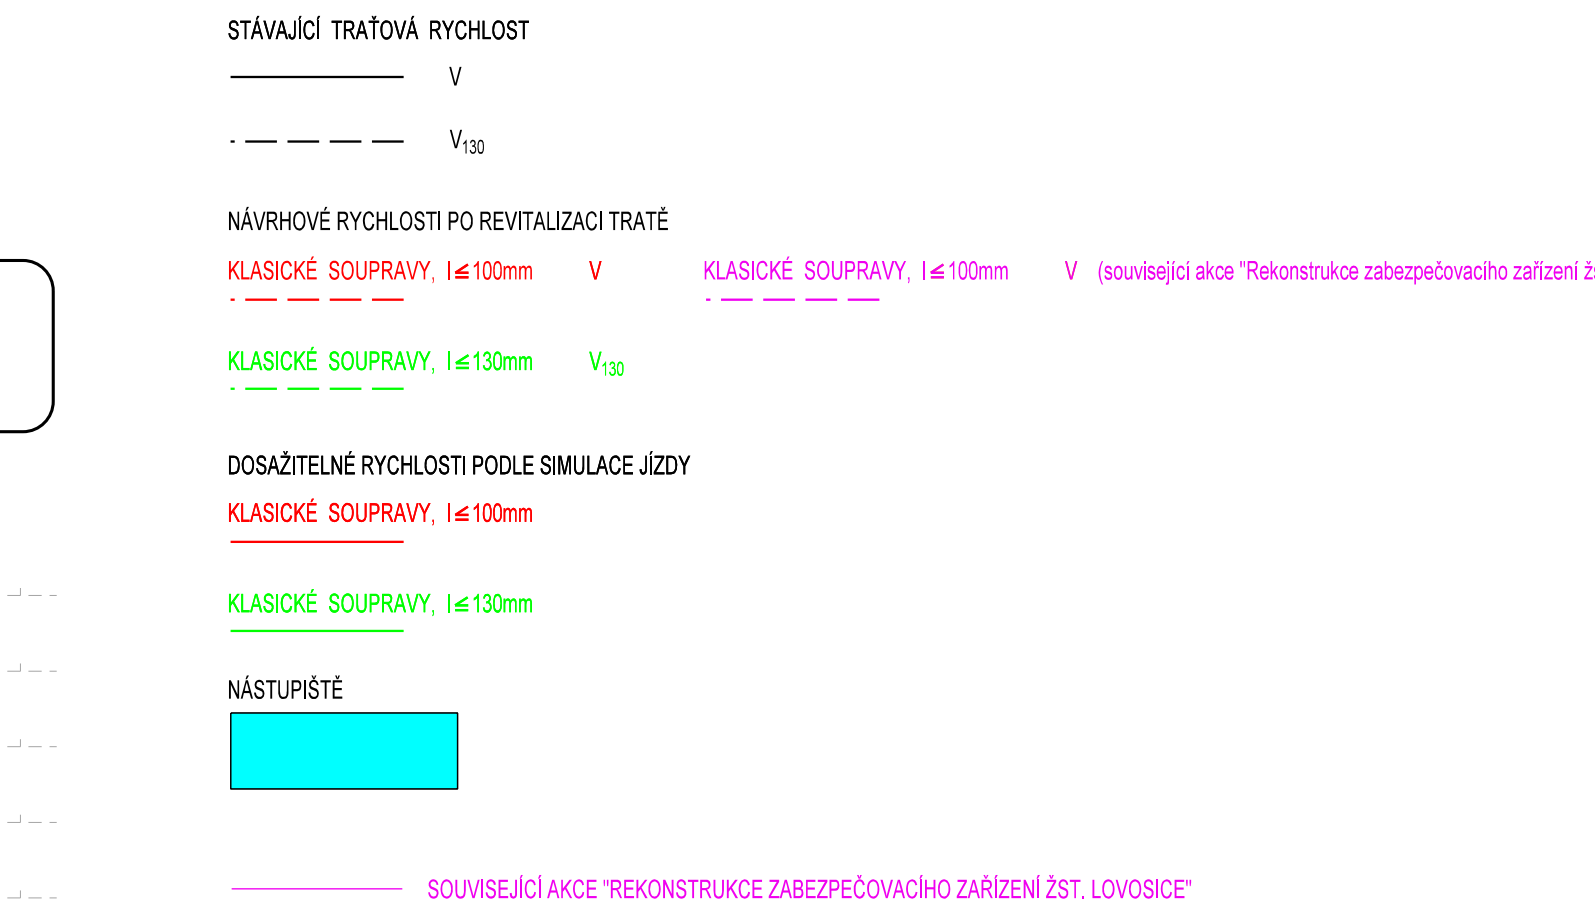 STÁVAJÍCÍ TRAŤOVÁ RYCHLOST
V
V₁₃₀
NÁVRHOVÉ RYCHLOSTI PO REVITALIZACI TRATĚ
KLASICKÉ SOUPRAVY, I≦100mm V KLASICKÉ SOUPRAVY, I≦100mm V (související akce "Rekonstrukce zabezpečovacího zařízení
KLASICKÉ SOUPRAVY, I≦130mm V₁₃₀
DOSAŽITELNÉ RYCHLOSTI PODLE SIMULACE JÍZDY
KLASICKÉ SOUPRAVY, I≦100mm
KLASICKÉ SOUPRAVY, I≦130mm
NÁSTUPIŠTĚ
SOUVISEJÍCÍ AKCE "REKONSTRUKCE ZABEZPEČOVACÍHO ZAŘÍZENÍ ŽST. LOVOSICE"